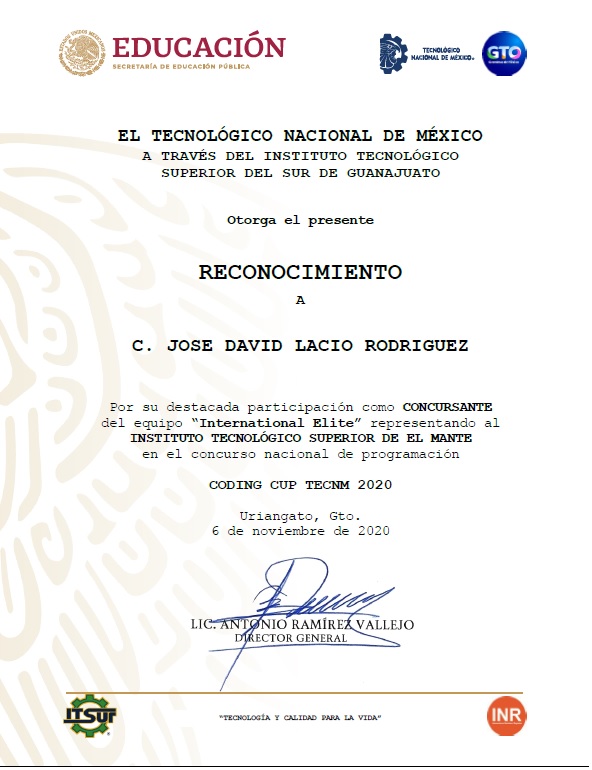 EDUCACIÓN
SECRETARÍA DE EDUCACIÓN PÚBLICA
TECNOLÓGICO
NACIONAL DE MÉXICO
GTO
EL TECNOLÓGICO NACIONAL DE MÉXICO
A TRAVÉS DEL INSTITUTO TECNOLÓGICO
SUPERIOR DEL SUR DE GUANAJUATO
Otorga el presente
RECONOCIMIENTO
A
C. JOSE DAVID LACIO RODRIGUEZ
Por su destacada participación como CONCURSANTE
del equipo “International Elite” representando al
INSTITUTO TECNOLÓGICO SUPERIOR DE EL MANTE
en el concurso nacional de programación
CODING CUP TECNM 2020
Uriangato, Gto.
6 de noviembre de 2020
LIC. ANTONIO RAMÍREZ VALLEJO
DIRECTOR GENERAL
ITSUR
“TECNOLOGÍA Y CALIDAD PARA LA VIDA”
INR